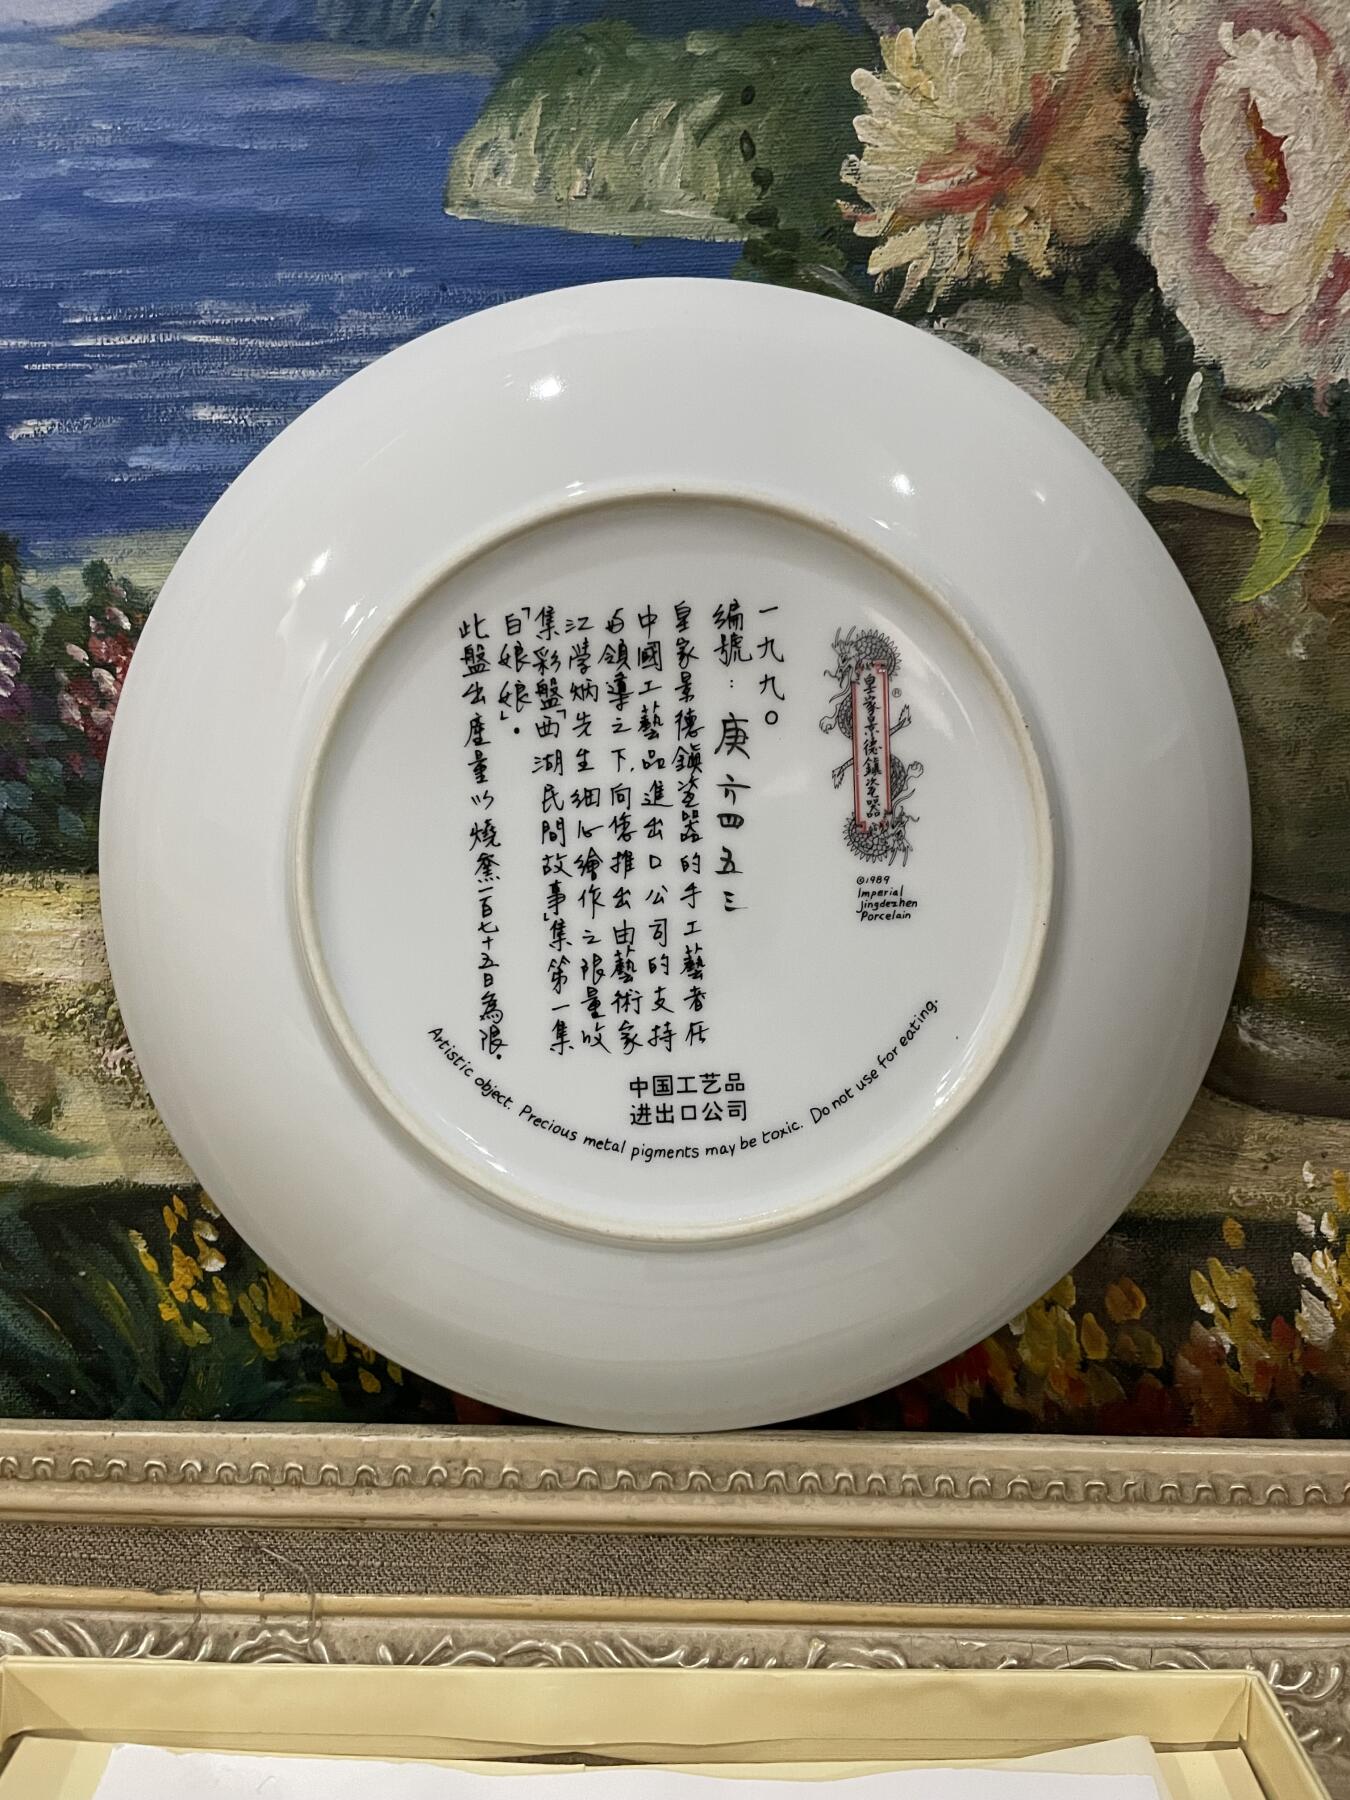 皇家景德鎮瓷器
®
©1989
Imperial
Jingdezhen
Porcelain
一九九〇
編號：庚六四五三
皇家景德鎮瓷器的手工藝者在
中國工藝品進出口公司的支持
与領導之下，向您推出由藝術家
江學炳先生細心繪作之限量收
集彩盤「西湖民間故事」集第一集
「白娘娘」。
此盤出産量以燒窯一百七十五日為限。
中国工艺品
进出口公司
Artistic object. Precious metal pigments may be toxic. Do not use for eating.